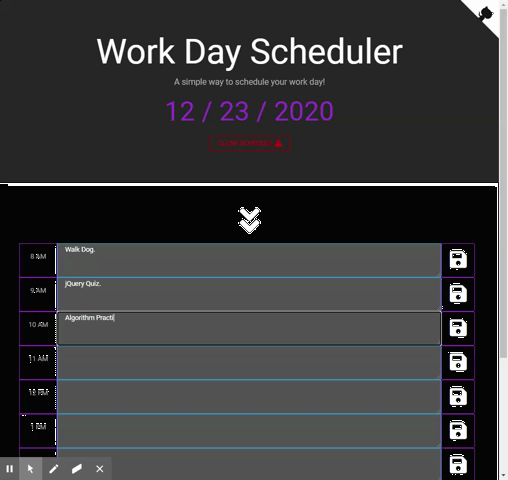 Work Day Scheduler
A simple way to schedule your work day!
12 / 23 / 2020
8 AM
Walk Dog.
9 AM
jQuery Quiz.
10 AM
Algorithm Practi
11 AM
12 PM
1 PM